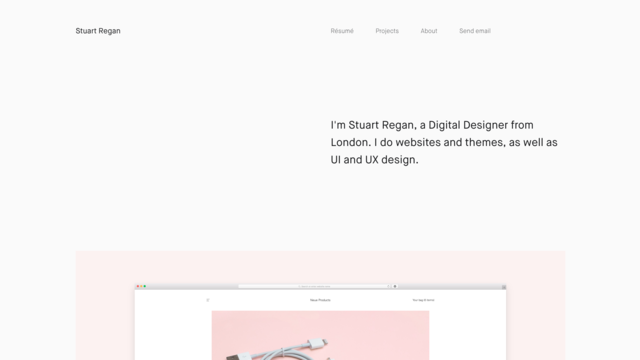 Stuart Regan
Résumé Projects About Send email
I'm Stuart Regan, a Digital Designer from
London. I do websites and themes, as well as
UI and UX design.